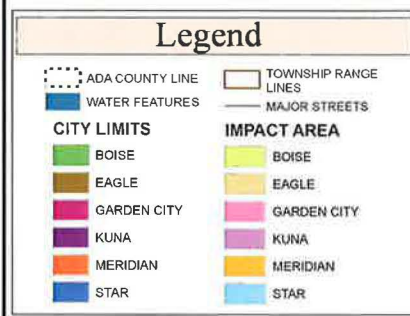 Legend
ADA COUNTY LINE
WATER FEATURES
TOWNSHIP RANGE
LINES
MAJOR STREETS
CITY LIMITS
BOISE
EAGLE
GARDEN CITY
KUNA
MERIDIAN
STAR
IMPACT AREA
BOISE
EAGLE
GARDEN CITY
KUNA
MERIDIAN
STAR